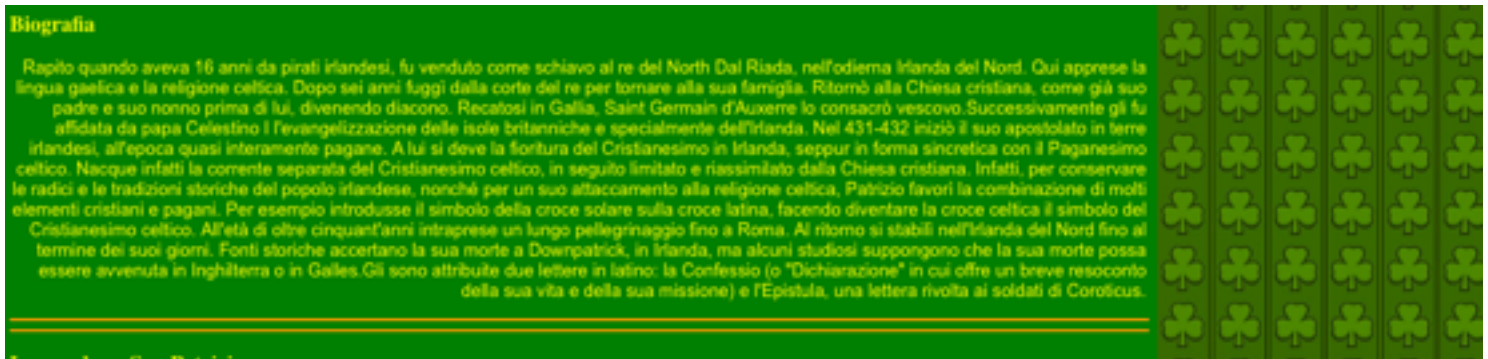 Biografia
Rapito quando aveva 16 anni da pirati irlandesi, fu venduto come schiavo al re del North Dal Riada, nell'odierna Irlanda del Nord. Qui apprese la
lingua gaelica e la religione celtica. Dopo sei anni fuggì dalla corte del re per tornare alla sua famiglia. Ritornò alla Chiesa cristiana, come già suo
padre e suo nonno prima di lui, divenendo diacono. Recatosi in Gallia, Saint Germain d'Auxerre lo consacrò vescovo.Successivamente gli fu
affidata da papa Celestino I l'evangelizzazione delle isole britanniche e specialmente dell'Irlanda. Nel 431-432 iniziò il suo apostolato in terre
irlandesi, all'epoca quasi interamente pagane. A lui si deve la fioritura del Cristianesimo in Irlanda, seppur in forma sincretica con il Paganesimo
celtico. Nacque infatti la corrente separata del Cristianesimo celtico, in seguito limitato e riassimilato dalla Chiesa cristiana. Infatti, per conservare
le radici e le tradizioni storiche del popolo irlandese, nonché per un suo attaccamento alla religione celtica, Patrizio favorì la combinazione di molti
elementi cristiani e pagani. Per esempio introdusse il simbolo della croce solare sulla croce latina, facendo diventare la croce celtica il simbolo del
Cristianesimo celtico. All'età di oltre cinquant'anni intraprese un lungo pellegrinaggio fino a Roma. Al ritorno si stabilì nell'Irlanda del Nord fino al
termine dei suoi giorni. Fonti storiche accertano la sua morte a Downpatrick, in Irlanda, ma alcuni studiosi suppongono che la sua morte possa
essere avvenuta in Inghilterra o in Galles.Gli sono attribuite due lettere in latino: la Confessio (o "Dichiarazione" in cui offre un breve resoconto
della sua vita e della sua missione) e l'Epistula, una lettera rivolta ai soldati di Coroticus.